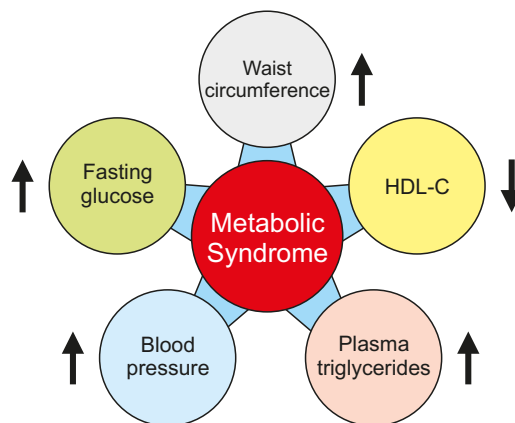 Waist
circumference
Fasting
glucose
HDL-C
Metabolic
Syndrome
Blood
pressure
Plasma
triglycerides